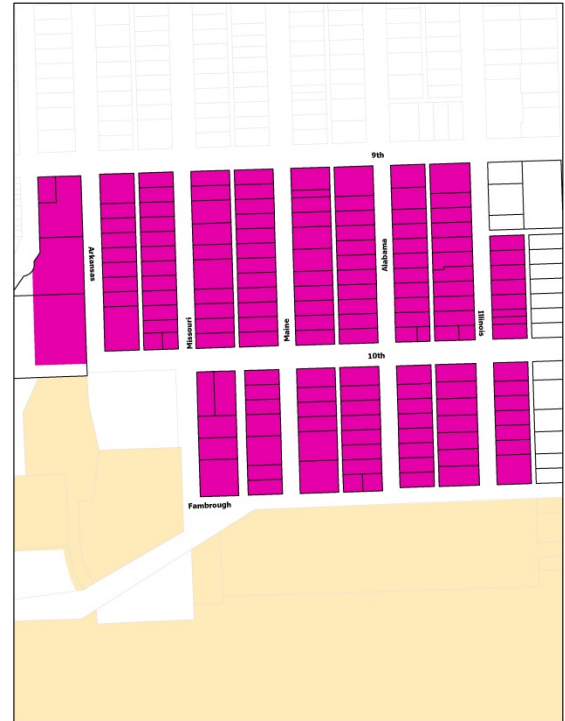 9th
Arkansas
Missouri
Maine
Alabama
Illinois
10th
Fambrough